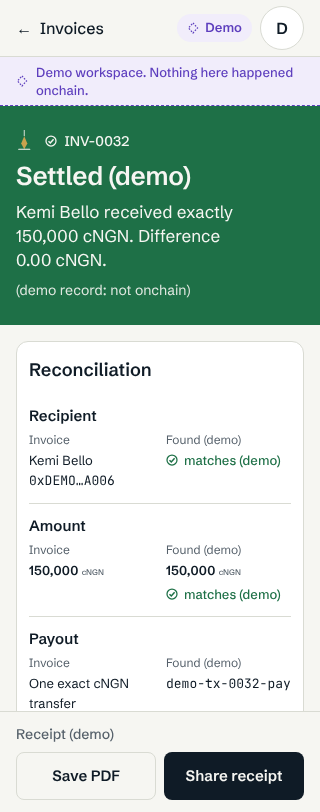 ← Invoices
Demo
D
Demo workspace. Nothing here happened
onchain.
INV-0032
Settled (demo)
Kemi Bello received exactly
150,000 cNGN. Difference
0.00 cNGN.
(demo record: not onchain)
Reconciliation
Recipient
Invoice
Found (demo)
Kemi Bello
matches (demo)
0xDEMO…A006
Amount
Invoice
Found (demo)
150,000 cNGN
150,000 cNGN
matches (demo)
Payout
Invoice
Found (demo)
One exact cNGN
demo-tx-0032-pay
transfer
Receipt (demo)
Save PDF
Share receipt